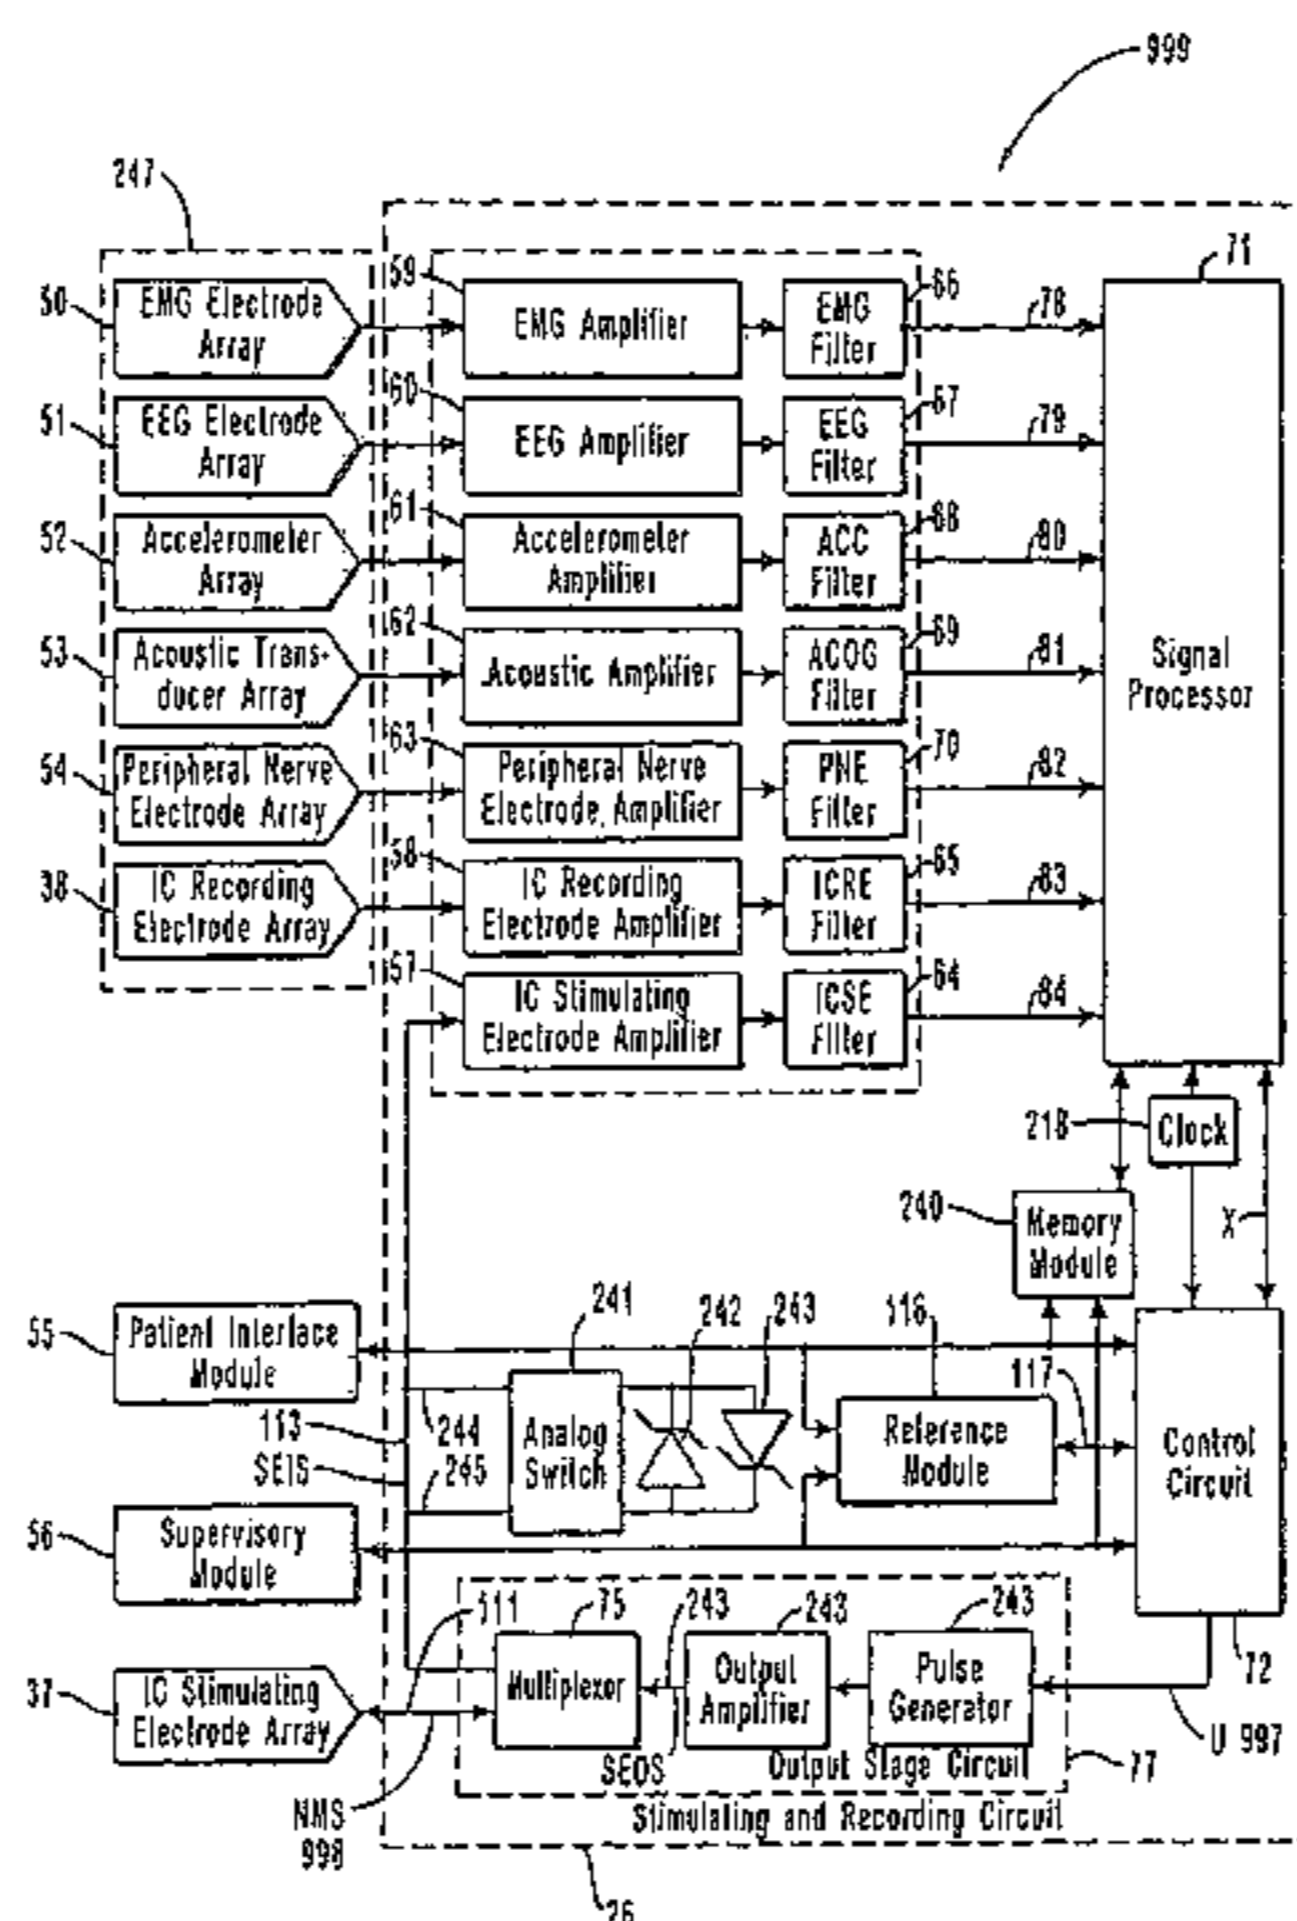 999
247
59
71
50
EMG Electrode
Array
EMG Amplifier
EMG
Filter
66
78
60
51
EEG Electrode
Array
EEG Amplifier
EEG
Filter
67
79
61
52
Accelerometer
Array
Accelerometer
Amplifier
ACC
Filter
68
80
62
53
Acoustic Trans-
ducer Array
Acoustic Amplifier
ACOG
Filter
69
81
Signal
Processor
63
54
Peripheral Nerve
Electrode Array
Peripheral Nerve
Electrode Amplifier
PNE
Filter
70
82
58
38
IC Recording
Electrode Array
IC Recording
Electrode Amplifier
ICRE
Filter
65
83
57
IC Stimulating
Electrode Amplifier
ICSE
Filter
64
84
218
Clock
240
Memory
Module
X
241
242
243
116
55
Patient Interface
Module
117
113
244
SEIS
245
Analog
Switch
Reference
Module
Control
Circuit
56
Supervisory
Module
111
75
243
243
243
72
37
IC Stimulating
Electrode Array
Multiplexor
Output
Amplifier
Pulse
Generator
U 997
SEOS
Output Stage Circuit
77
NMS
998
Stimulating and Recording Circuit
26